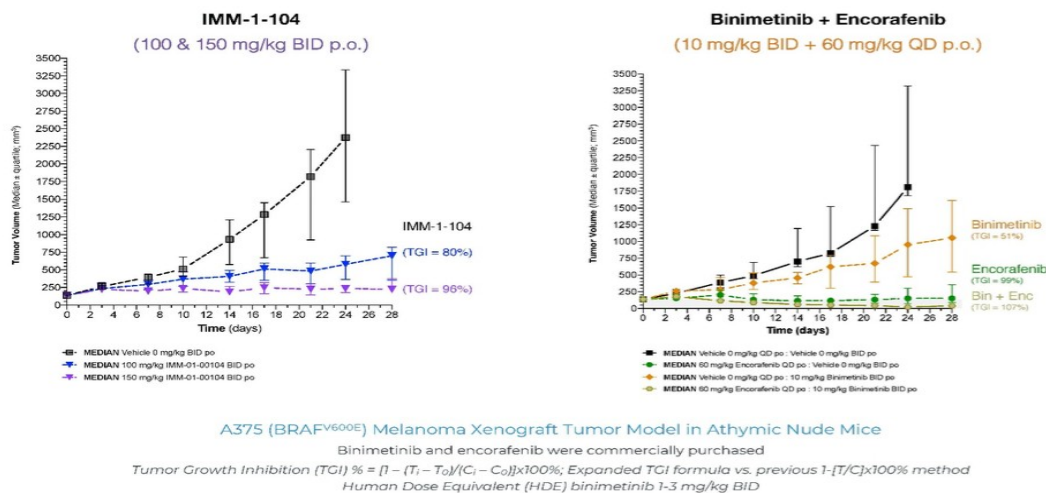 IMM-1-104
(100 & 150 mg/kg BID p.o.)
3500
3250
3000
2750
2500
2250
2000
1750
1500
1250
1000
750
500
250
0
Tumor Volume (Median ± quartile, mm³)
0 2 4 6 8 10 12 14 16 18 20 22 24 26 28
Time (days)
IMM-1-104
(TGI = 80%)
(TGI = 96%)
MEDIAN Vehicle 0 mg/kg BID po
MEDIAN 100 mg/kg IMM-01-00104 BID po
MEDIAN 150 mg/kg IMM-01-00104 BID po
Binimetinib + Encorafenib
(10 mg/kg BID + 60 mg/kg QD p.o.)
3500
3250
3000
2750
2500
2250
2000
1750
1500
1250
1000
750
500
250
0
Tumor Volume (Median ± quartile, mm³)
0 2 4 6 8 10 12 14 16 18 20 22 24 26 28
Time (days)
Binimetinib
(TGI = 51%)
Encorafenib
(TGI = 99%)
Bin + Enc
(TGI = 107%)
MEDIAN Vehicle 0 mg/kg QD po : Vehicle 0 mg/kg BID po
MEDIAN 60 mg/kg Encorafenib QD po : Vehicle 0 mg/kg BID po
MEDIAN Vehicle 0 mg/kg QD po : 10 mg/kg Binimetinib BID po
MEDIAN 60 mg/kg Encorafenib QD po : 10 mg/kg Binimetinib BID po
A375 (BRAFV600E) Melanoma Xenograft Tumor Model in Athymic Nude Mice
Binimetinib and encorafenib were commercially purchased
Tumor Growth Inhibition (TGI) % = [1 – (Tᵢ – T₀)/(Cᵢ – C₀)]x100%; Expanded TGI formula vs. previous 1-[T/C]x100% method
Human Dose Equivalent (HDE) binimetinib 1-3 mg/kg BID